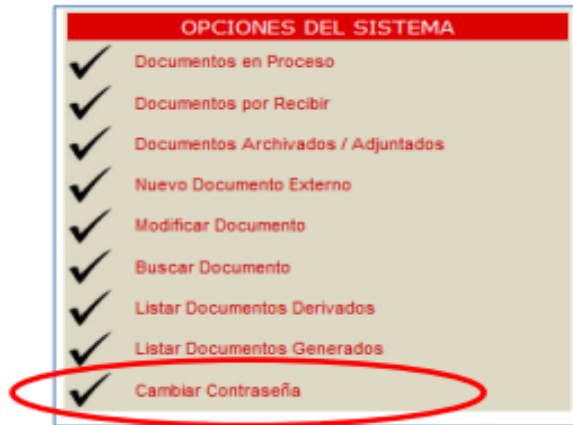 OPCIONES DEL SISTEMA
Documentos en Proceso
Documentos por Recibir
Documentos Archivados / Adjuntados
Nuevo Documento Externo
Modificar Documento
Buscar Documento
Listar Documentos Derivados
Listar Documentos Generados
Cambiar Contraseña